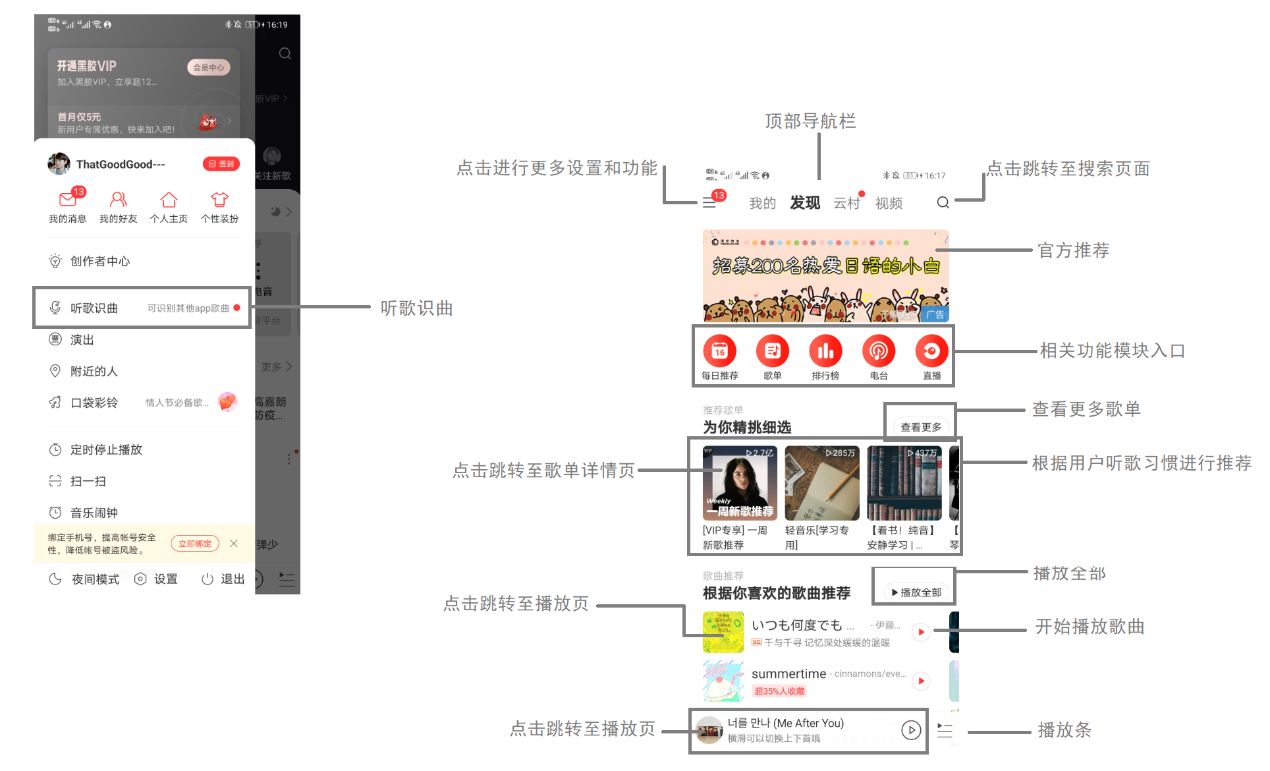 16:19
开通黑胶VIP
会员中心
加入黑胶VIP，立享超12...
胶VIP
首月仅5元
新用户专属优惠，快来加入吧！
ThatGoodGood---
签到
关注新歌
13
我的消息
我的好友
个人主页
个性装扮
创作者中心
听歌识曲
可识别其他app歌曲
演出
附近的人
更多
口袋彩铃
情人节必备歌...
高嘉朗
防疫...
定时停止播放
扫一扫
音乐闹钟
绑定手机号，提高帐号安全
性，降低帐号被盗风险。
立即绑定
弹少
夜间模式
设置
退出
听歌识曲
顶部导航栏
点击进行更多设置和功能
点击跳转至搜索页面
16:17
13
我的
发现
云村
视频
官方推荐
招募200名热爱日语的小白
广告
相关功能模块入口
16
每日推荐
歌单
排行榜
电台
直播
推荐歌单
为你精挑细选
查看更多
查看更多歌单
点击跳转至歌单详情页
根据用户听歌习惯进行推荐
2.7亿
285万
437万
Weekly
一周新歌推荐
[VIP专享] 一周
新歌推荐
轻音乐[学习专
用]
【看书！纯音】
安静学习 | ...
【
琴
歌曲推荐
根据你喜欢的歌曲推荐
播放全部
播放全部
点击跳转至播放页
いつも何度でも ...
- 伊藤...
千与千寻 记忆深处缓缓的温暖
开始播放歌曲
summertime - cinnamons/eve...
超35%人收藏
点击跳转至播放页
너를 만나 (Me After You)
横滑可以切换上下首哦
播放条